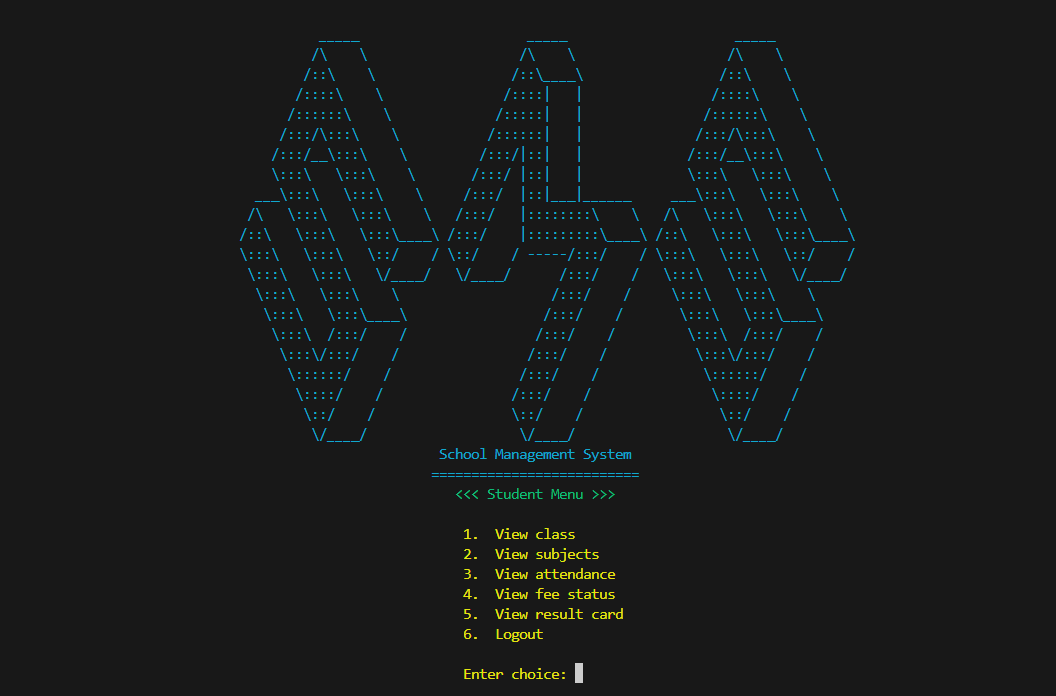 School Management System
==========================
<<< Student Menu >>>
1.  View class
2.  View subjects
3.  View attendance
4.  View fee status
5.  View result card
6.  Logout
Enter choice: